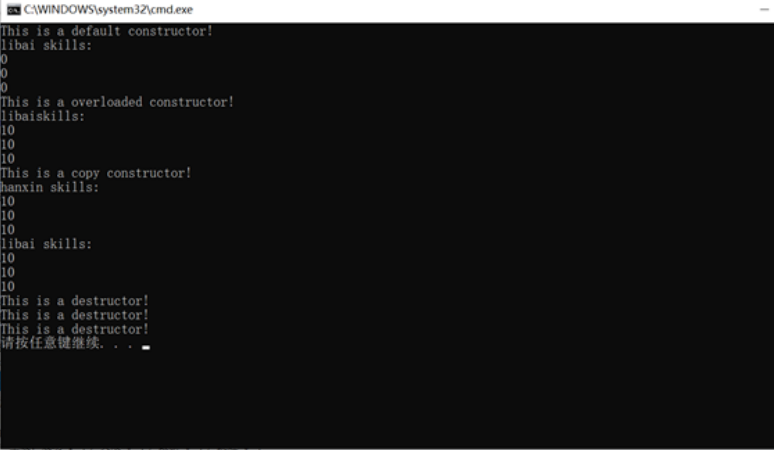 C:\WINDOWS\system32\cmd.exe
This is a default constructor!
libai skills:
0
0
0
This is a overloaded constructor!
libaiskills:
10
10
10
This is a copy constructor!
hanxin skills:
10
10
10
libai skills:
10
10
10
This is a destructor!
This is a destructor!
This is a destructor!
请按任意键继续. . .